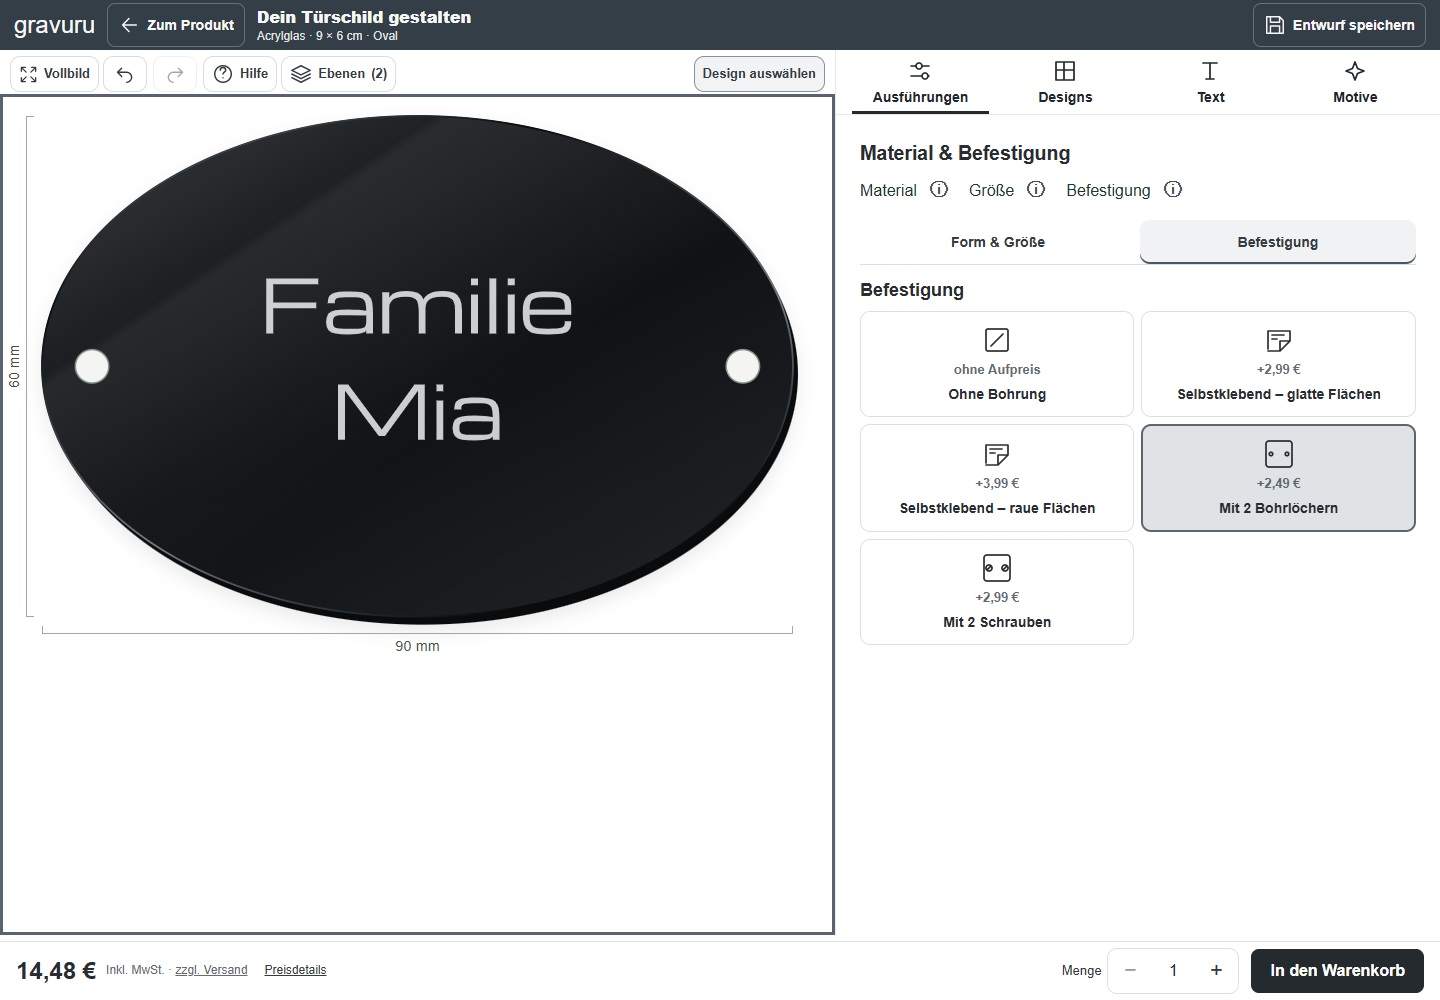 gravuru
Zum Produkt
Dein Türschild gestalten
Acrylglas · 9 × 6 cm · Oval
Entwurf speichern
Vollbild
Hilfe
Ebenen (2)
Design auswählen
Ausführungen
Designs
Text
Motive
60 mm
Familie
Mia
90 mm
Material & Befestigung
Material
Größe
Befestigung
Form & Größe
Befestigung
Befestigung
ohne Aufpreis
Ohne Bohrung
+2,99 €
Selbstklebend – glatte Flächen
+3,99 €
Selbstklebend – raue Flächen
+2,49 €
Mit 2 Bohrlöchern
+2,99 €
Mit 2 Schrauben
14,48 €
Inkl. MwSt. · zzgl. Versand
Preisdetails
Menge
1
In den Warenkorb